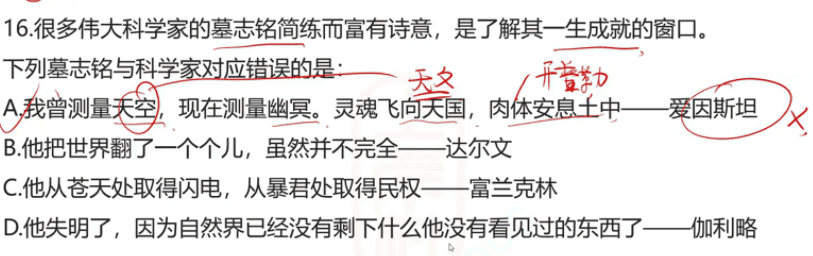 16.很多伟大科学家的墓志铭简练而富有诗意，是了解其一生成就的窗口。
下列墓志铭与科学家对应错误的是：
天文 开普勒
A.我曾测量天空，现在测量幽冥。灵魂飞向天国，肉体安息土中——爱因斯坦
B.他把世界翻了一个个儿，虽然并不完全——达尔文
C.他从苍天处取得闪电，从暴君处取得民权——富兰克林
D.他失明了，因为自然界已经没有剩下什么他没有看见过的东西了——伽利略